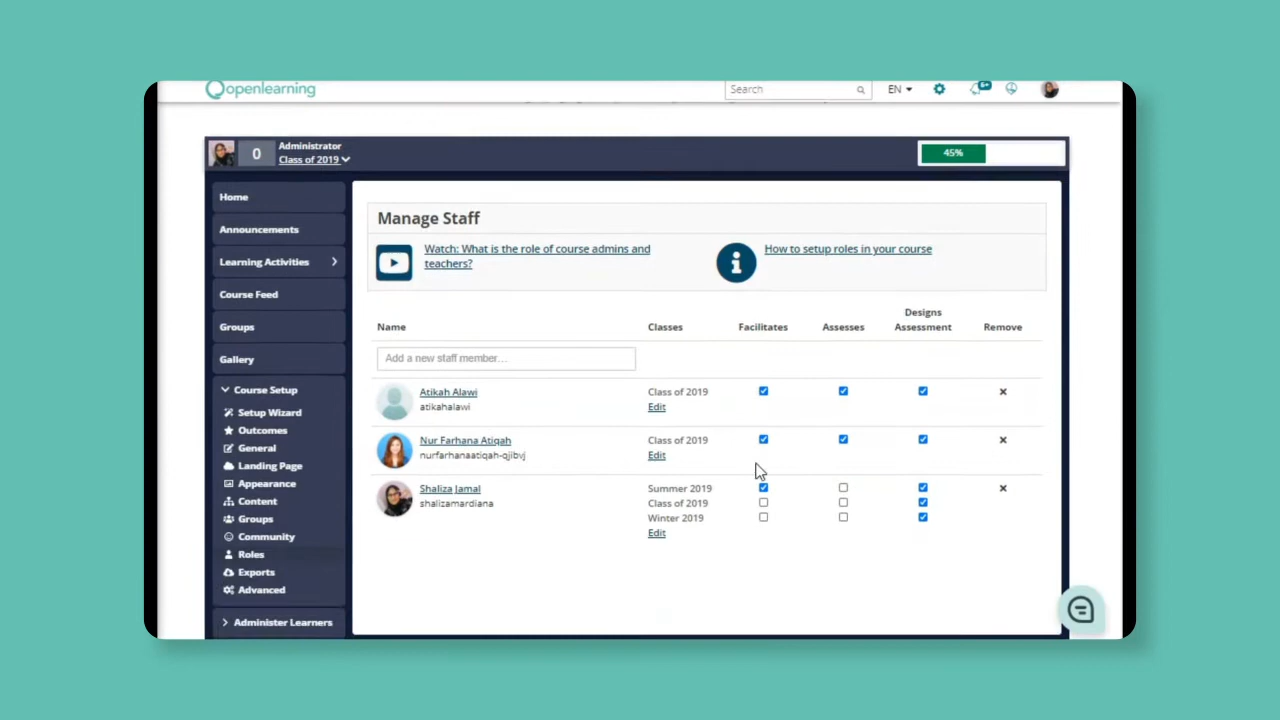 openlearning
Search
EN
6+
0
Administrator
Class of 2019
45%
Home
Announcements
Learning Activities
Course Feed
Groups
Gallery
Course Setup
Setup Wizard
Outcomes
General
Landing Page
Appearance
Content
Groups
Community
Roles
Exports
Advanced
Administer Learners
Manage Staff
Watch: What is the role of course admins and
teachers?
How to setup roles in your course
Name
Classes
Facilitates
Assesses
Designs
Assessment
Remove
Add a new staff member...
Atikah Alawi
atikahalawi
Class of 2019
Edit
Nur Farhana Atiqah
nurfarhanaatiqah-qjibvj
Class of 2019
Edit
Shaliza Jamal
shalizamardiana
Summer 2019
Class of 2019
Winter 2019
Edit